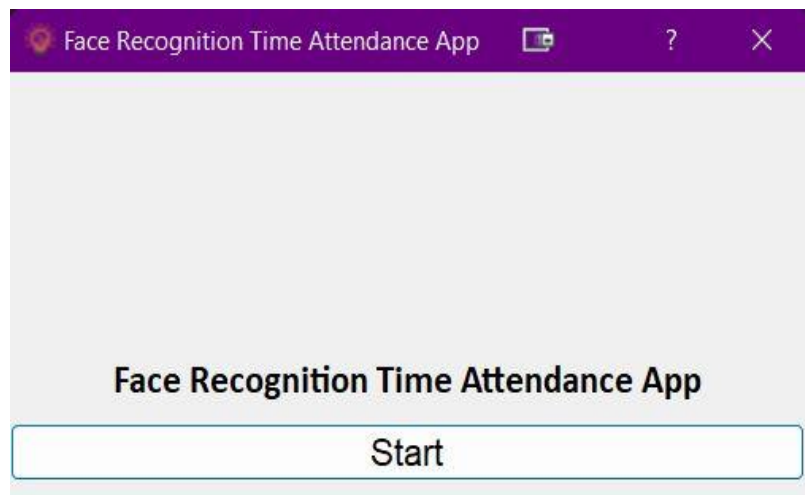 Face Recognition Time Attendance App ?
Face Recognition Time Attendance App
Start